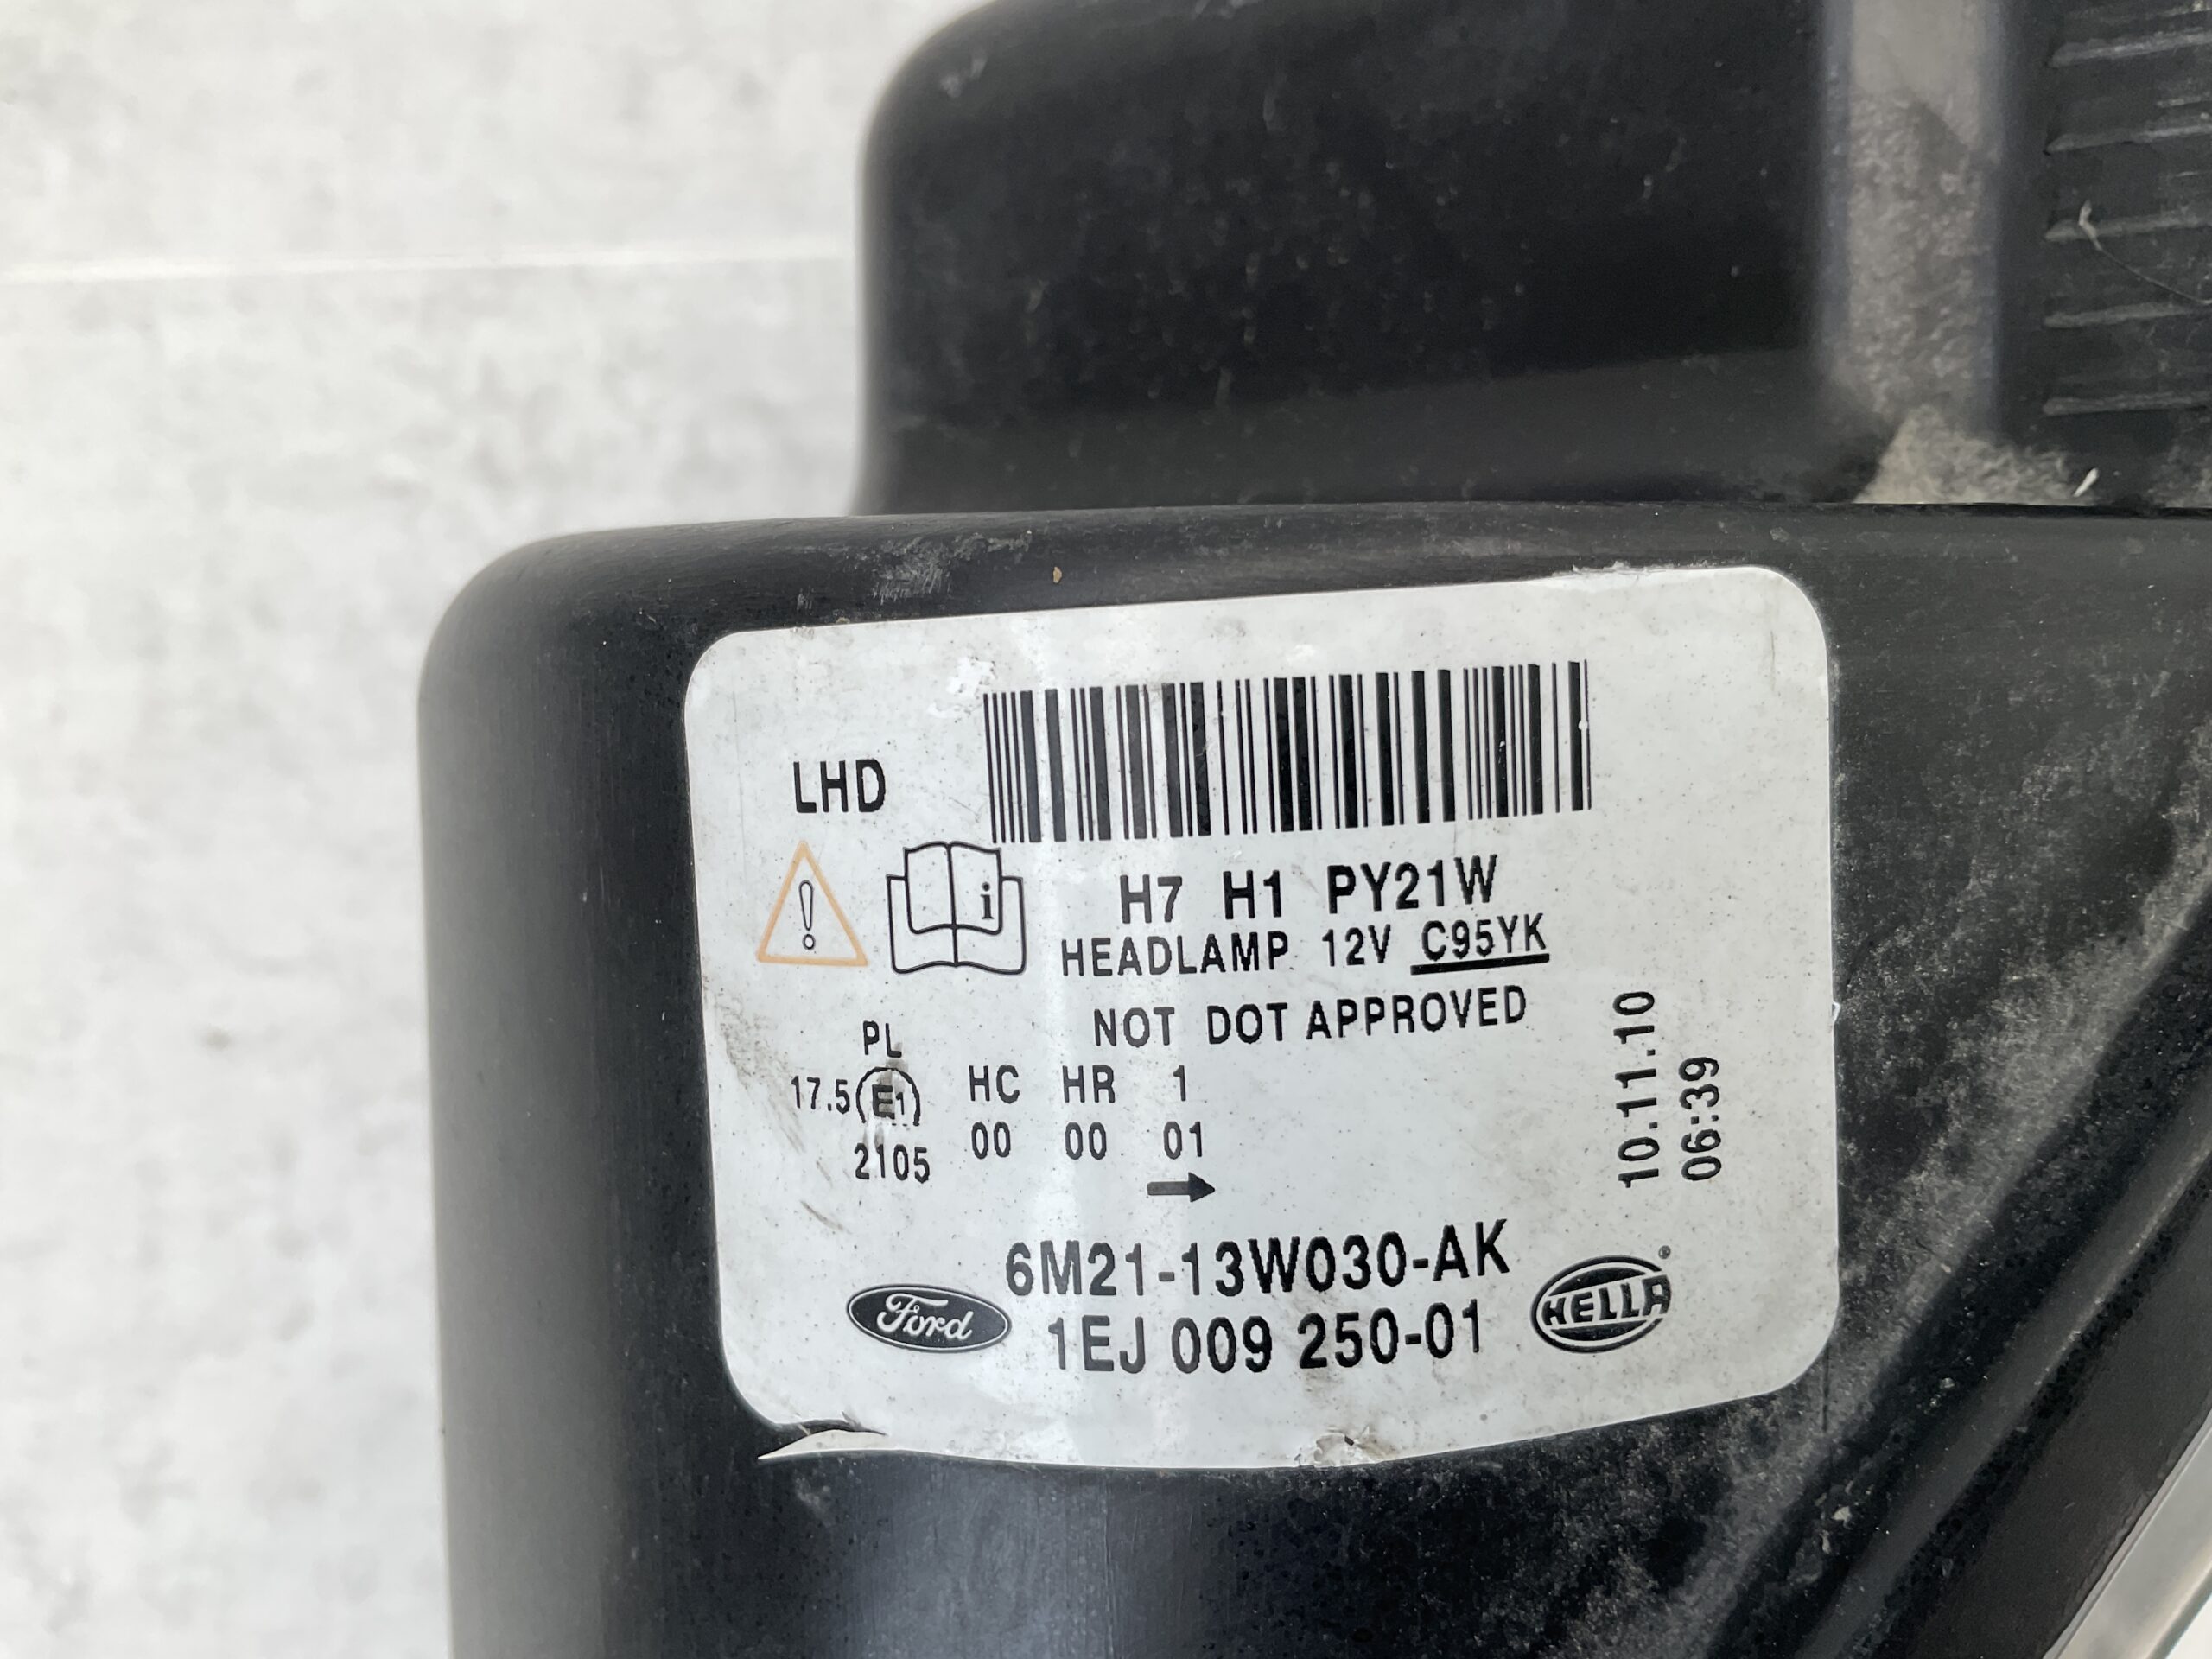 LHD
i
H7 H1 PY21W
HEADLAMP 12V C95YK
NOT DOT APPROVED
PL
17.5 E1 HC HR 1
2105 00 00 01
10.11.10
06:39
6M21-13W030-AK
1EJ 009 250-01
Ford
HELLA